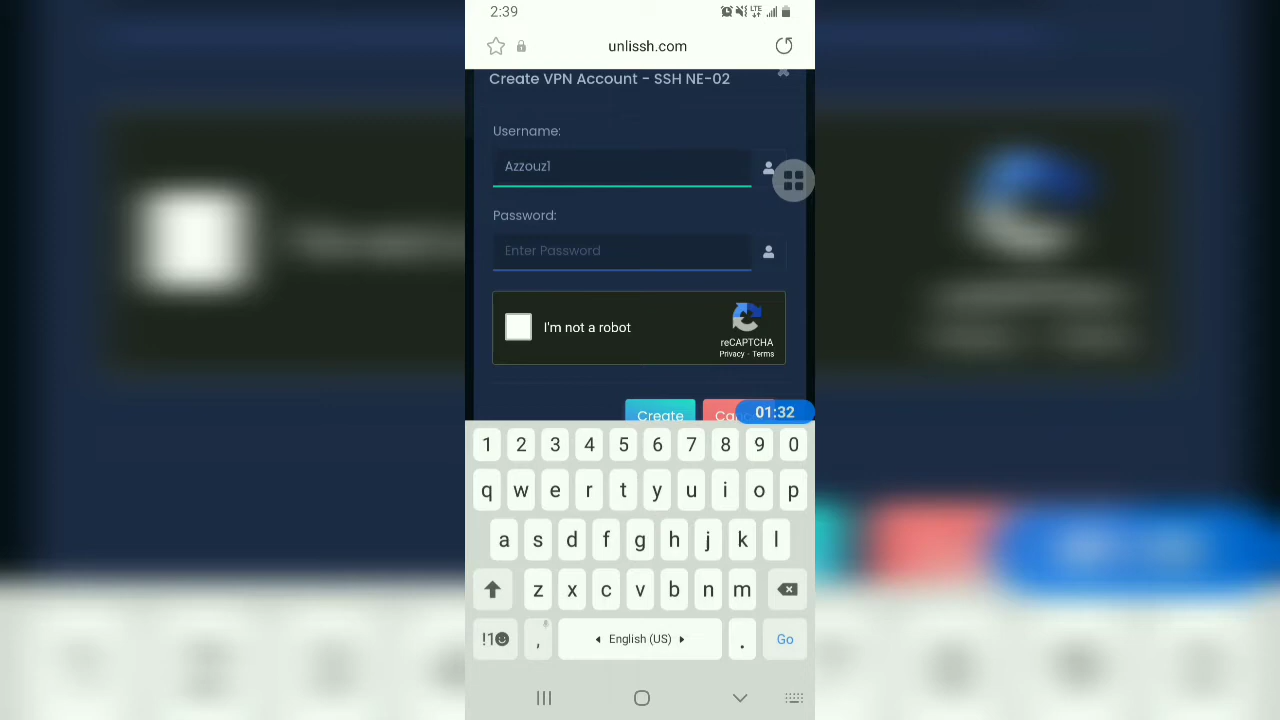 2:39
LTE
unlissh.com
Create VPN Account - SSH NE-02
Username:
Azzouz1
Password:
Enter Password
I'm not a robot
reCAPTCHA
Privacy - Terms
Create
01:32
1 2 3 4 5 6 7 8 9 0
q w e r t y u i o p
a s d f g h j k l
z x c v b n m
!1 , English (US) . Go